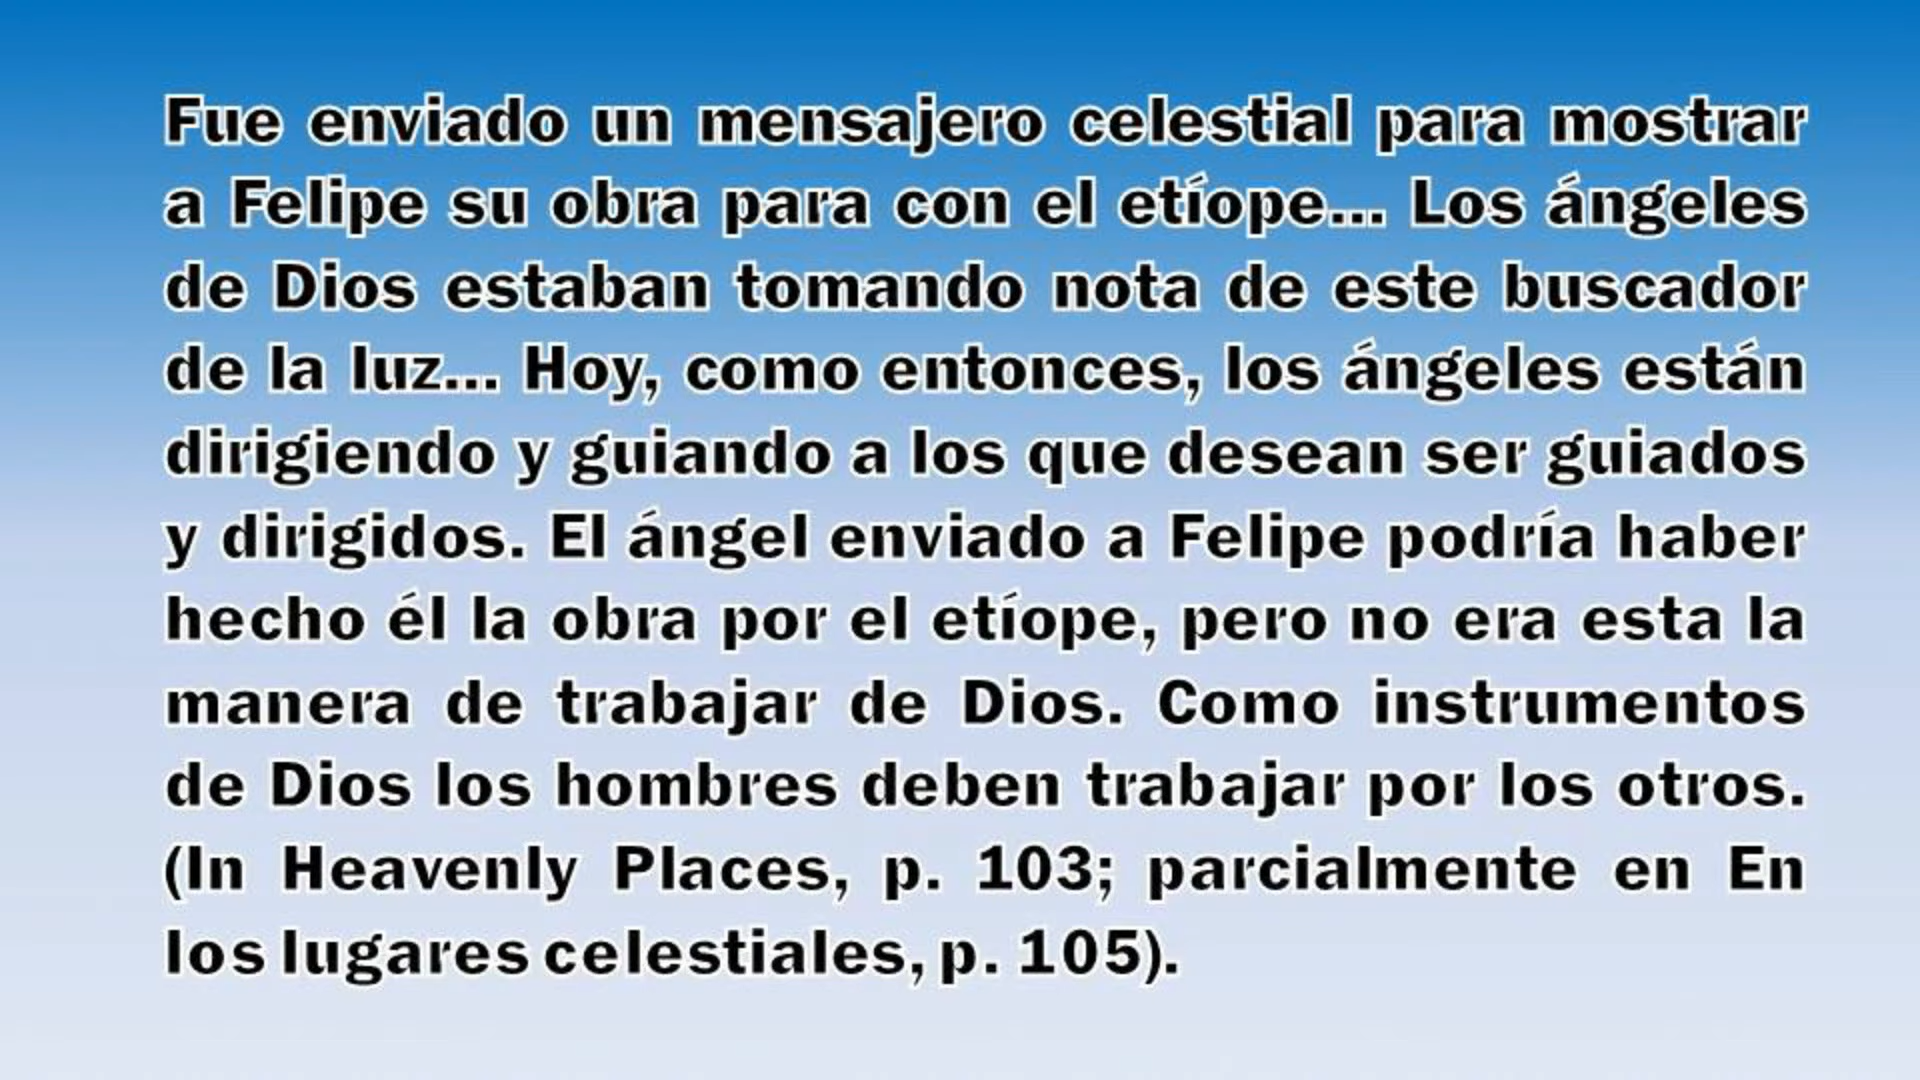 Fue enviado un mensajero celestial para mostrar
a Felipe su obra para con el etíope... Los ángeles
de Dios estaban tomando nota de este buscador
de la luz... Hoy, como entonces, los ángeles están
dirigiendo y guiando a los que desean ser guiados
y dirigidos. El ángel enviado a Felipe podría haber
hecho él la obra por el etíope, pero no era esta la
manera de trabajar de Dios. Como instrumentos
de Dios los hombres deben trabajar por los otros.
(In Heavenly Places, p. 103; parcialmente en En
los lugares celestiales, p. 105).